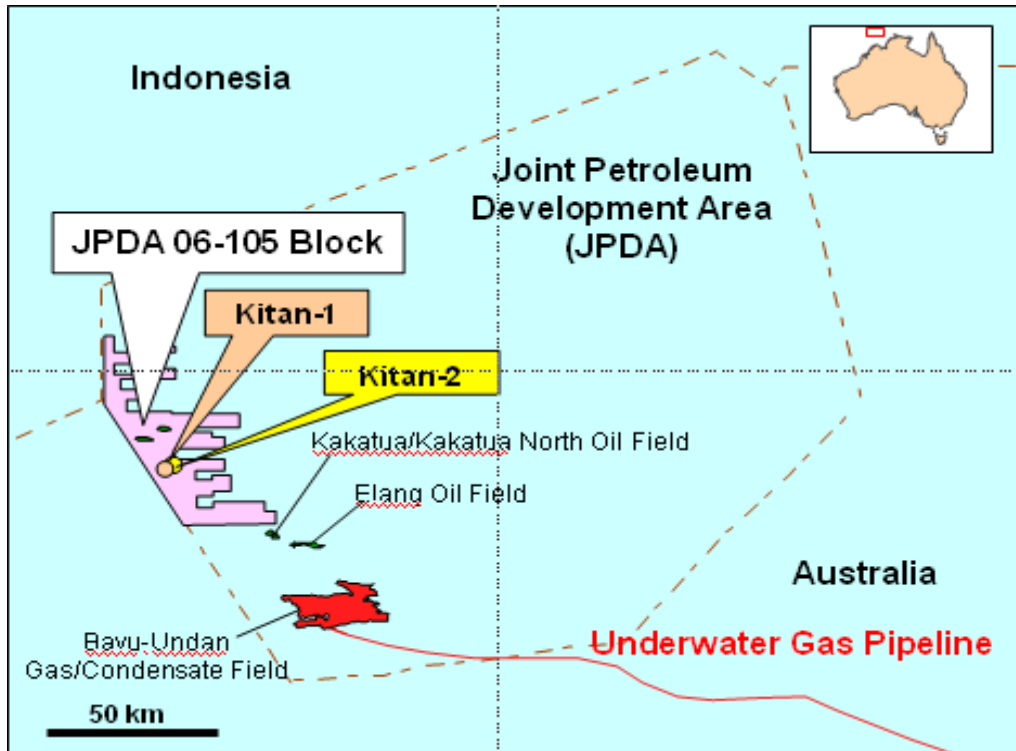 Indonesia
Joint Petroleum
Development Area
(JPDA)
JPDA 06-105 Block
Kitan-1
Kitan-2
Kakatua/Kakatua North Oil Field
Elang Oil Field
Australia
Underwater Gas Pipeline
Bavu-Undan
Gas/Condensate Field
50 km